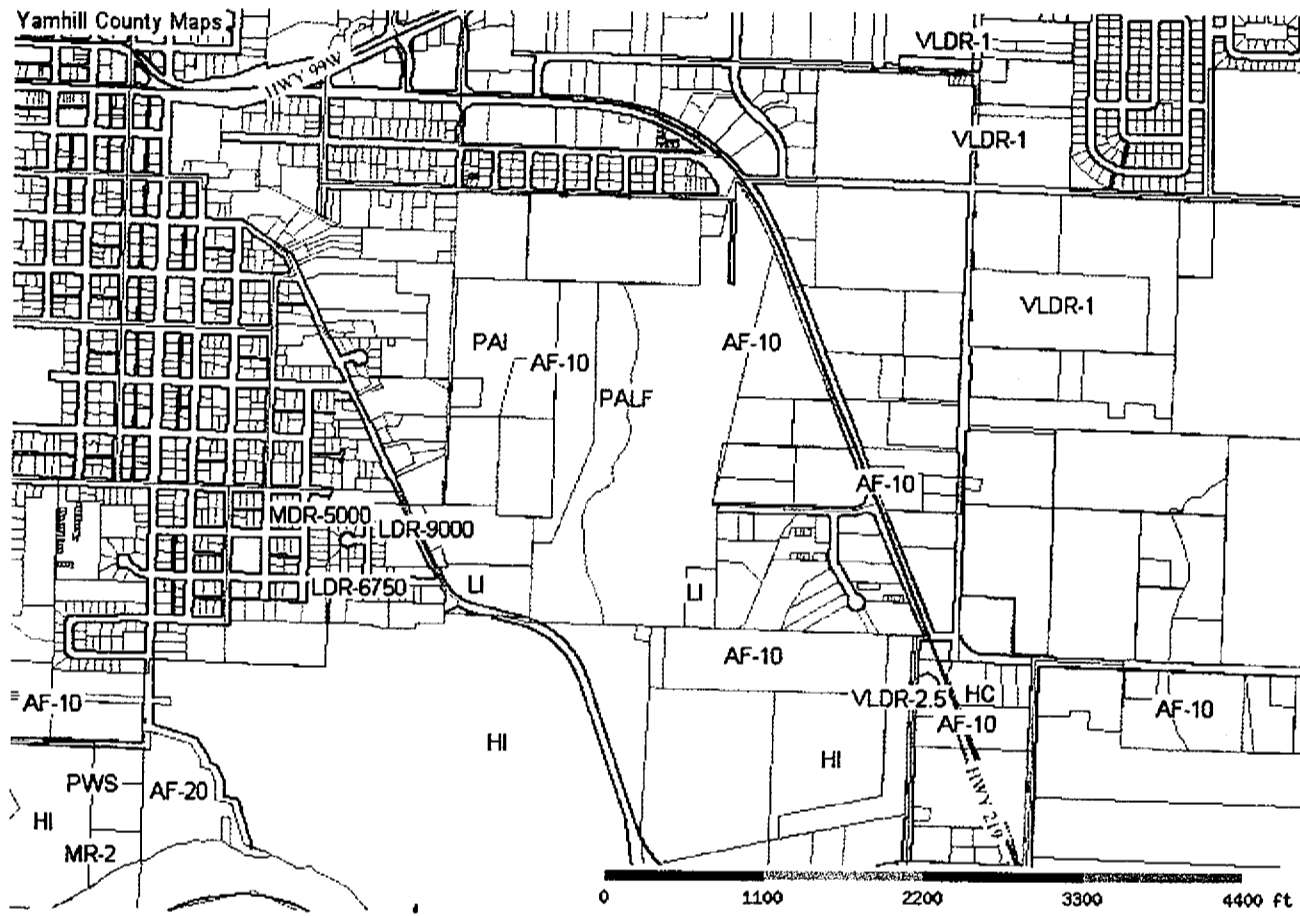 Yamhill County Maps
HWY 99W
VLDR-1
VLDR-1
VLDR-1
PAI
AF-10
AF-10
PALF
AF-10
MDR-5000
LDR-9000
LDR-6750
LI
LI
AF-10
AF-10
VLDR-2.5
HC
AF-10
AF-10
HI
HI
PWS
AF-20
HI
MR-2
HWY 219
0 1100 2200 3300 4400 ft